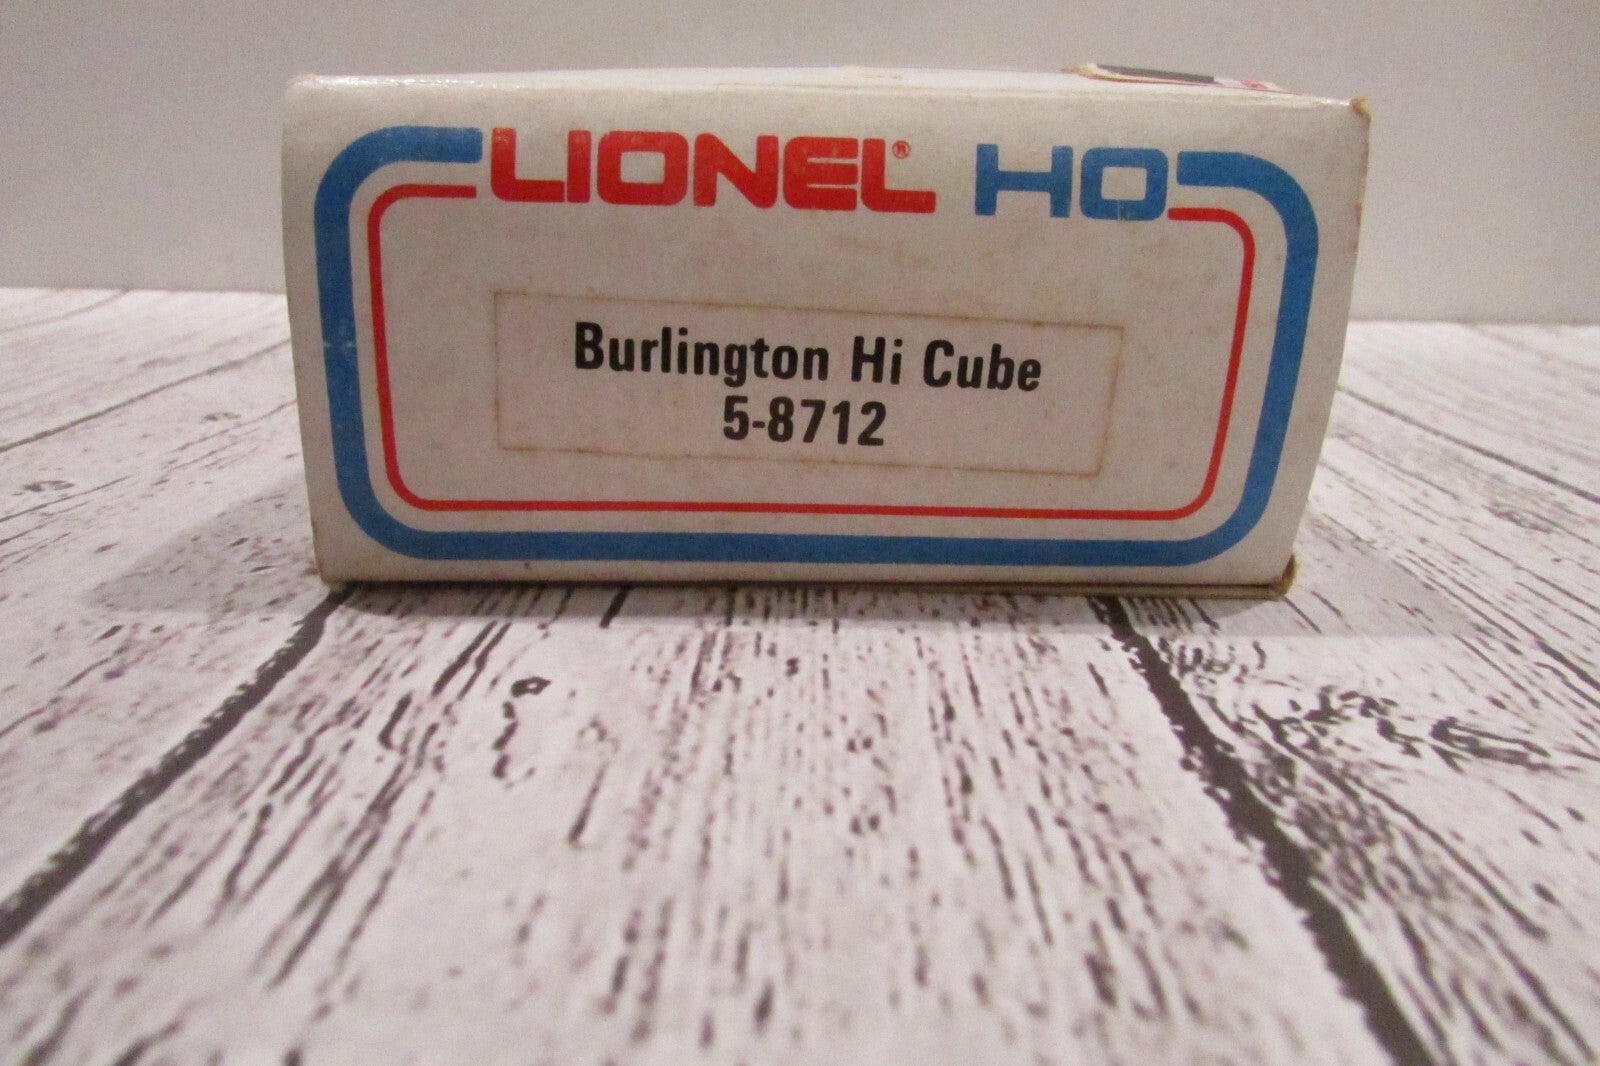 LIONEL® HO
Burlington Hi Cube
5-8712